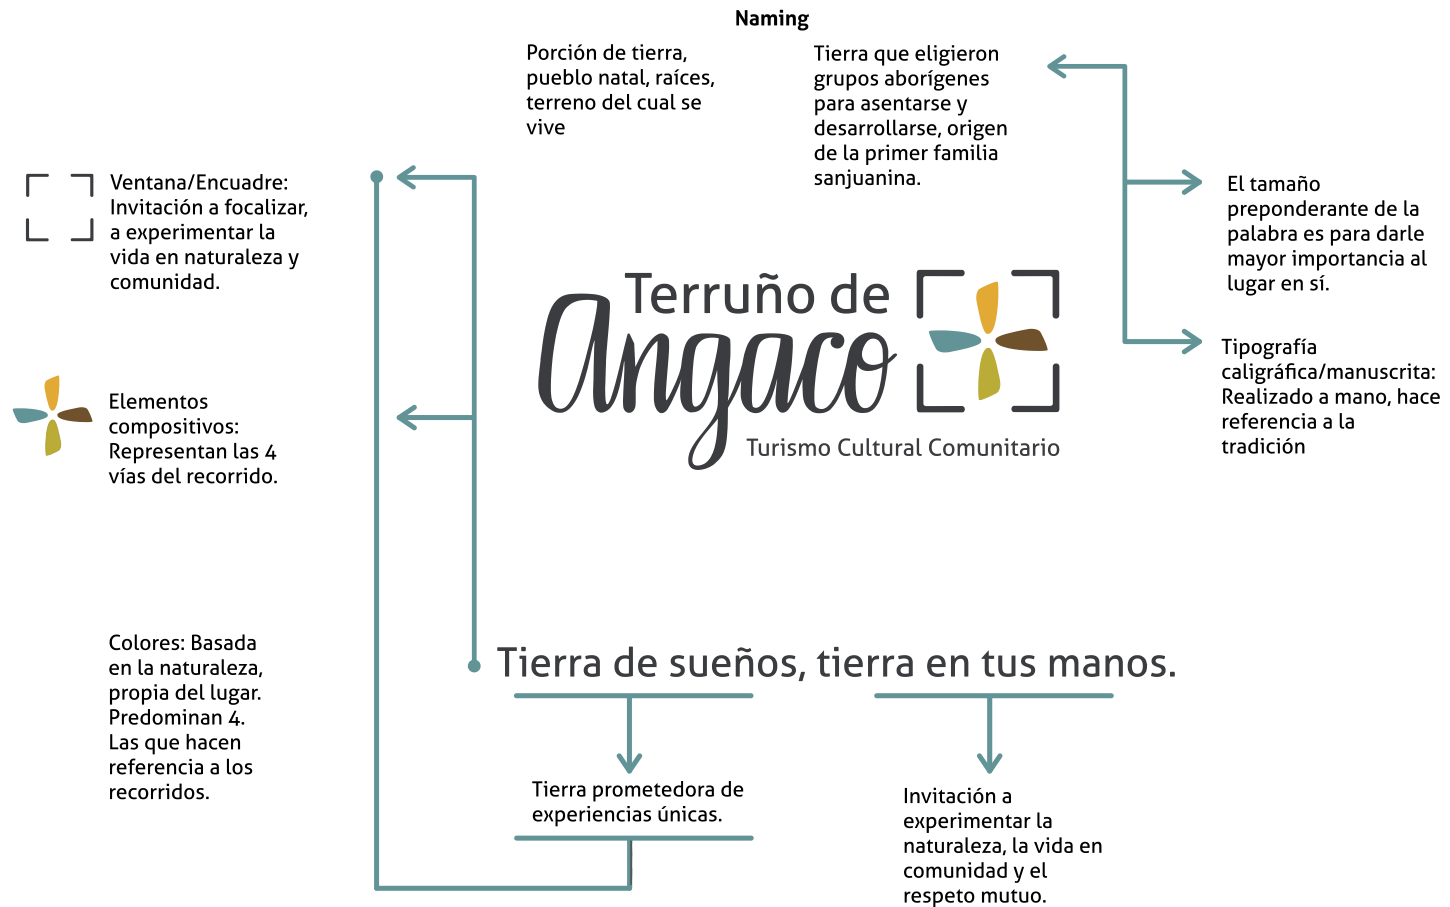 Naming
Porción de tierra,
pueblo natal, raíces,
terreno del cual se
vive
Tierra que eligieron
grupos aborígenes
para asentarse y
desarrollarse, origen
de la primer familia
sanjuanina.
Ventana/Encuadre:
Invitación a focalizar,
a experimentar la
vida en naturaleza y
comunidad.
El tamaño
preponderante de la
palabra es para darle
mayor importancia al
lugar en sí.
Terruño de
Angaco
Turismo Cultural Comunitario
Tipografía
caligráfica/manuscrita:
Realizado a mano, hace
referencia a la
tradición
Elementos
compositivos:
Representan las 4
vías del recorrido.
Colores: Basada
en la naturaleza,
propia del lugar.
Predominan 4.
Las que hacen
referencia a los
recorridos.
Tierra de sueños, tierra en tus manos.
Tierra prometedora de
experiencias únicas.
Invitación a
experimentar la
naturaleza, la vida en
comunidad y el
respeto mutuo.